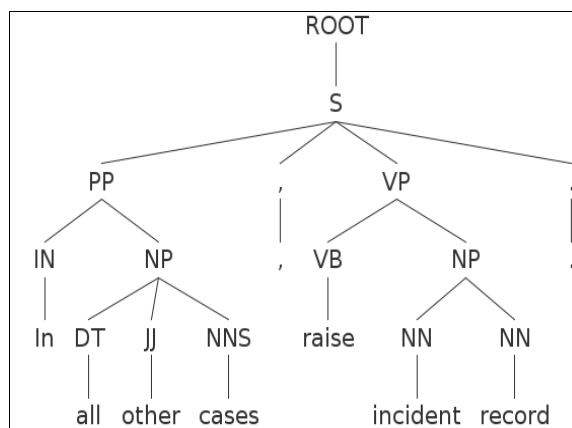 ROOT
S
PP , VP .
IN NP , VB NP .
In DT JJ NNS raise NN NN
all other cases incident record